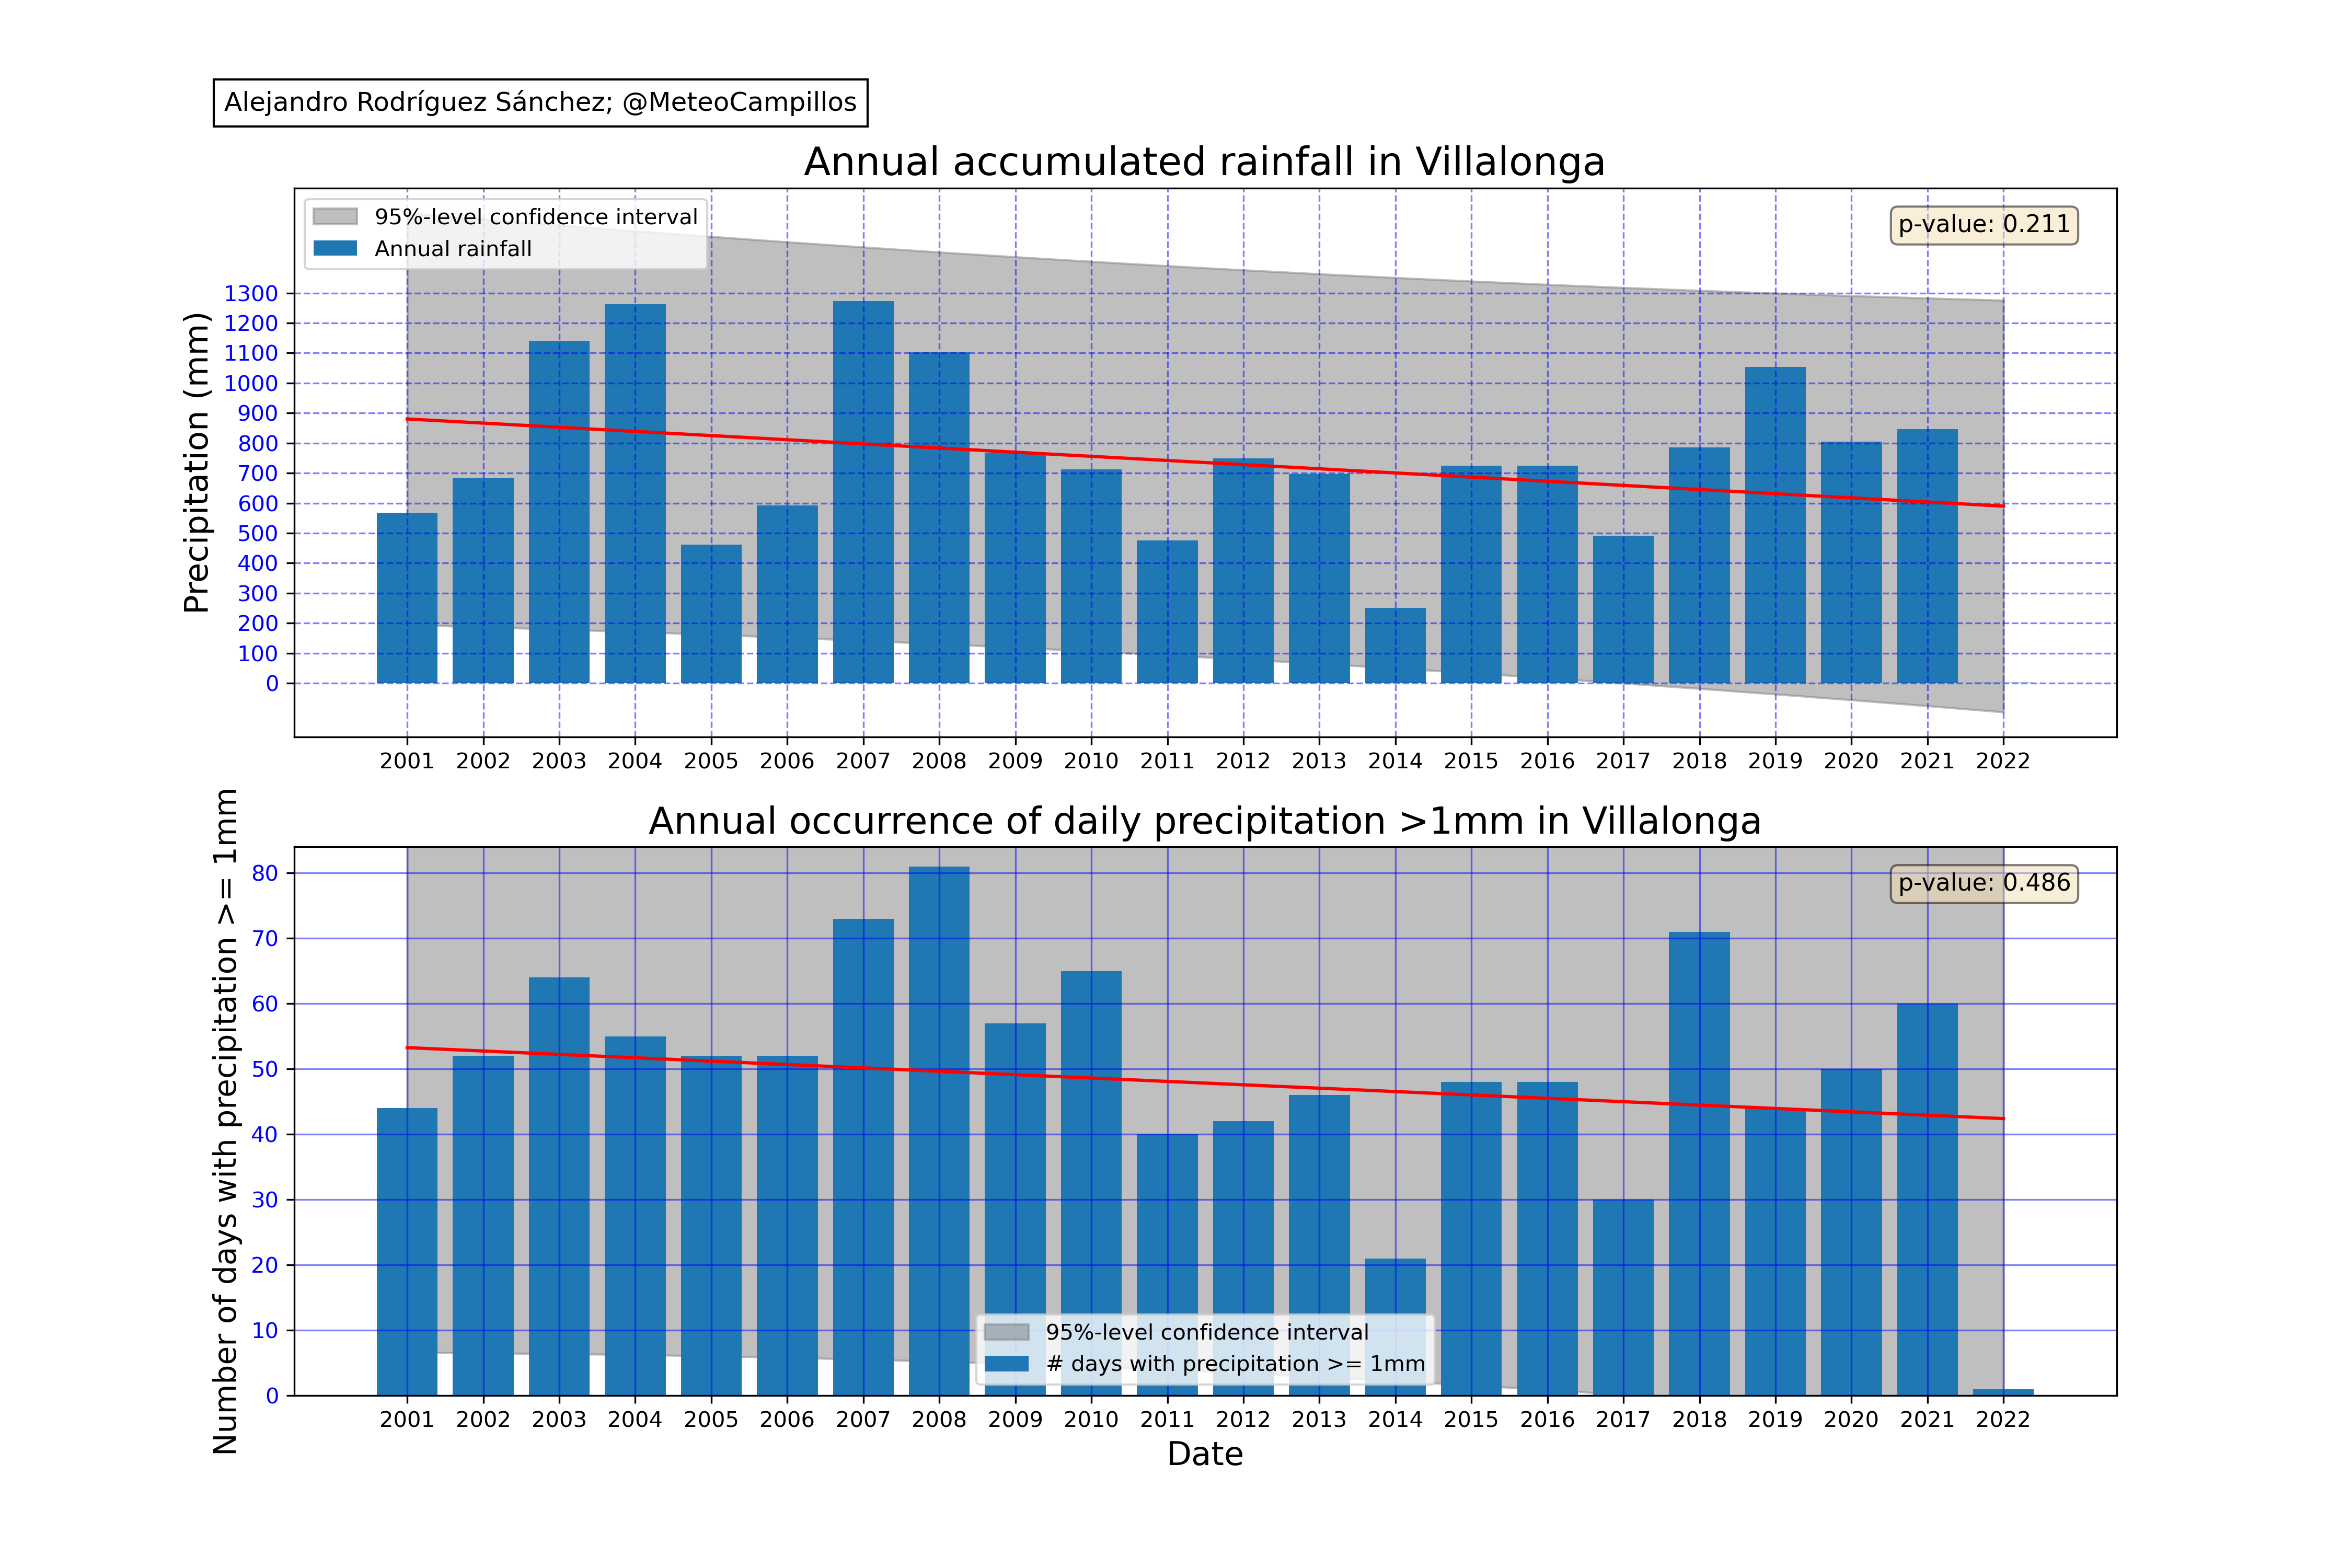 Alejandro Rodríguez Sánchez; @MeteoCampillos
Annual accumulated rainfall in Villalonga
95%-level confidence interval
Annual rainfall
p-value: 0.211
Precipitation (mm)
1300
1200
1100
1000
900
800
700
600
500
400
300
200
100
0
2001 2002 2003 2004 2005 2006 2007 2008 2009 2010 2011 2012 2013 2014 2015 2016 2017 2018 2019 2020 2021 2022
Annual occurrence of daily precipitation >1mm in Villalonga
p-value: 0.486
Number of days with precipitation >= 1mm
80
70
60
50
40
30
20
10
0
95%-level confidence interval
# days with precipitation >= 1mm
2001 2002 2003 2004 2005 2006 2007 2008 2009 2010 2011 2012 2013 2014 2015 2016 2017 2018 2019 2020 2021 2022
Date